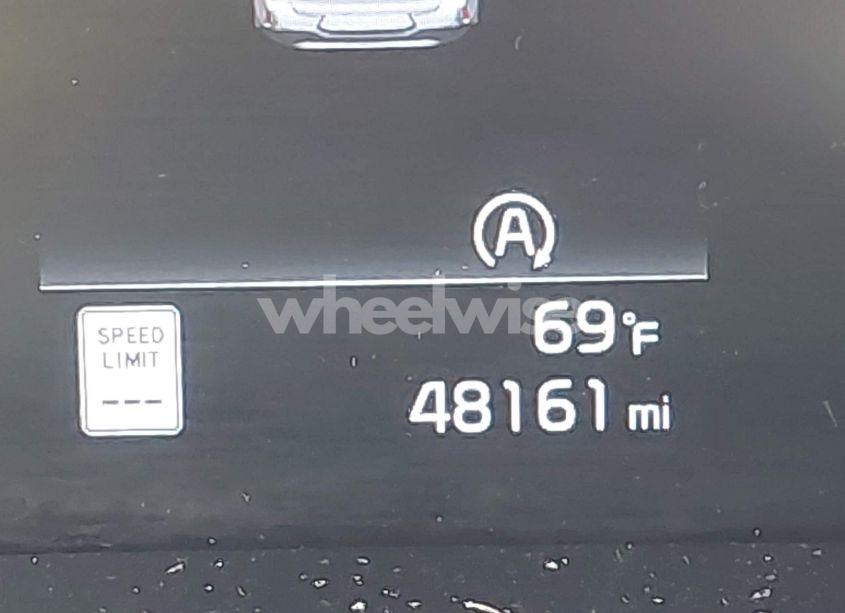 A
wheelwise
69°F
SPEED
LIMIT
---
48161 mi